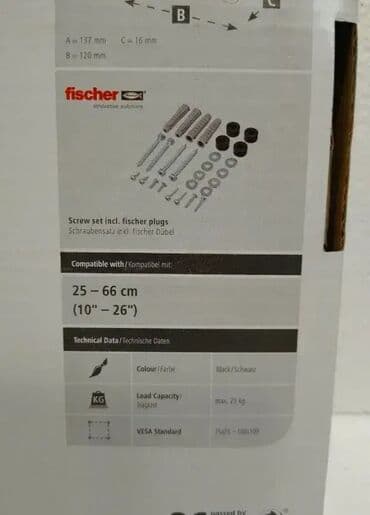 B
C
A = 137 mm C = 16 mm
B = 120 mm
fischer
innovative solutions
Screw set incl. fischer plugs
Schraubensatz inkl. fischer Dübel
Compatible with/Kompatibel mit:
25 – 66 cm
(10" – 26")
Technical Data/Technische Daten
Colour/Farbe Black/Schwarz
KG Load Capacity/ max. 25 kg
Traglast
VESA Standard
passed by